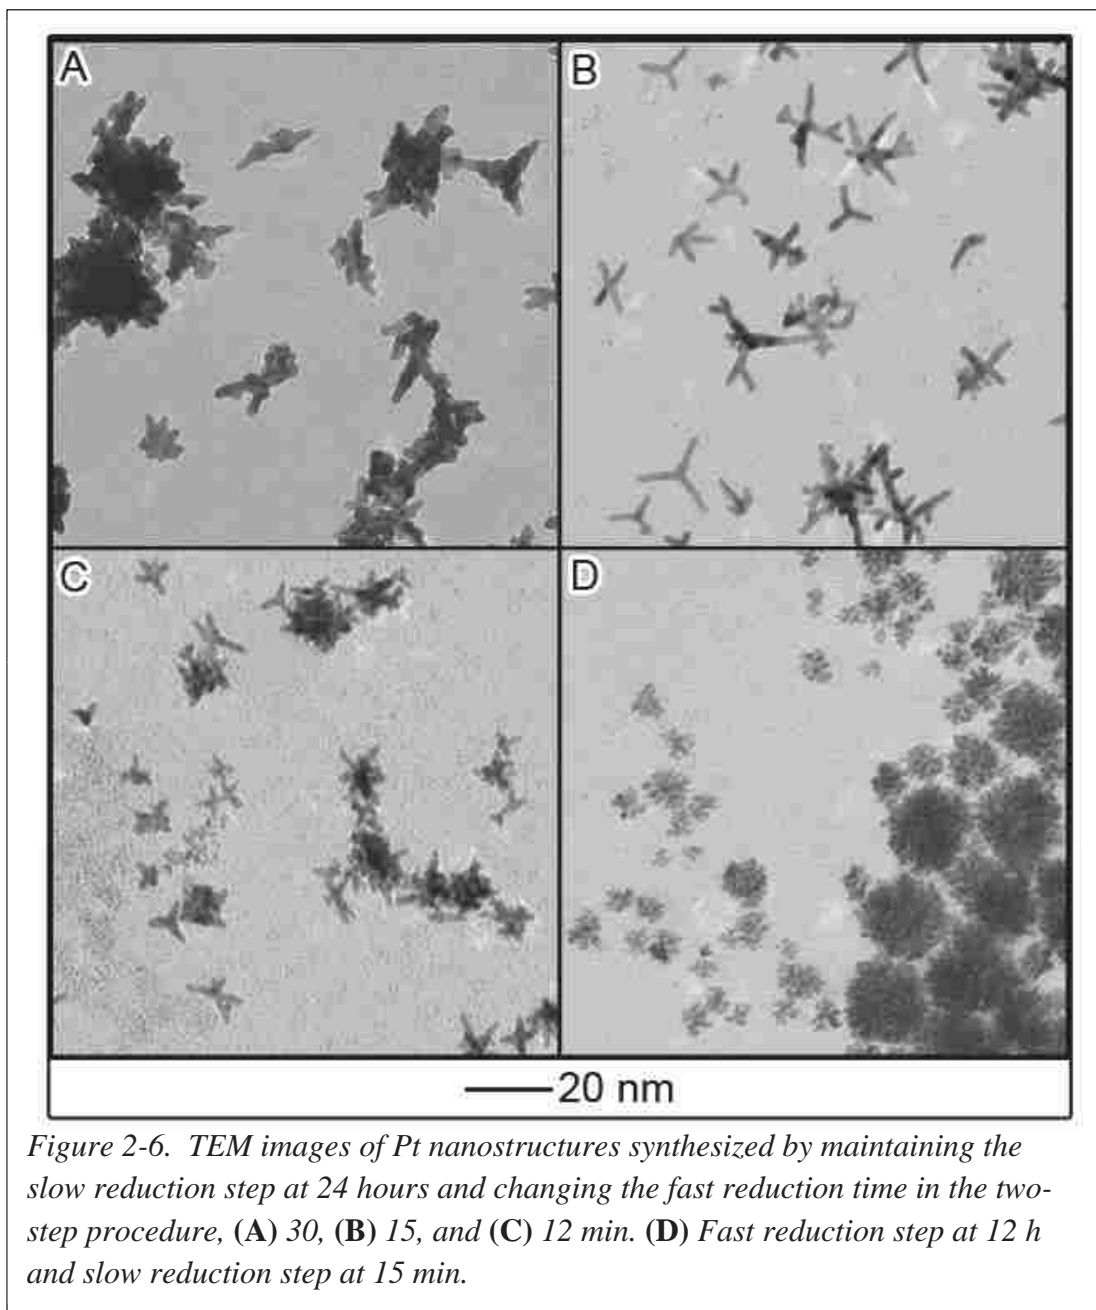 A
B
C
D
20 nm
Figure 2-6. TEM images of Pt nanostructures synthesized by maintaining the
slow reduction step at 24 hours and changing the fast reduction time in the two-
step procedure, (A) 30, (B) 15, and (C) 12 min. (D) Fast reduction step at 12 h
and slow reduction step at 15 min.